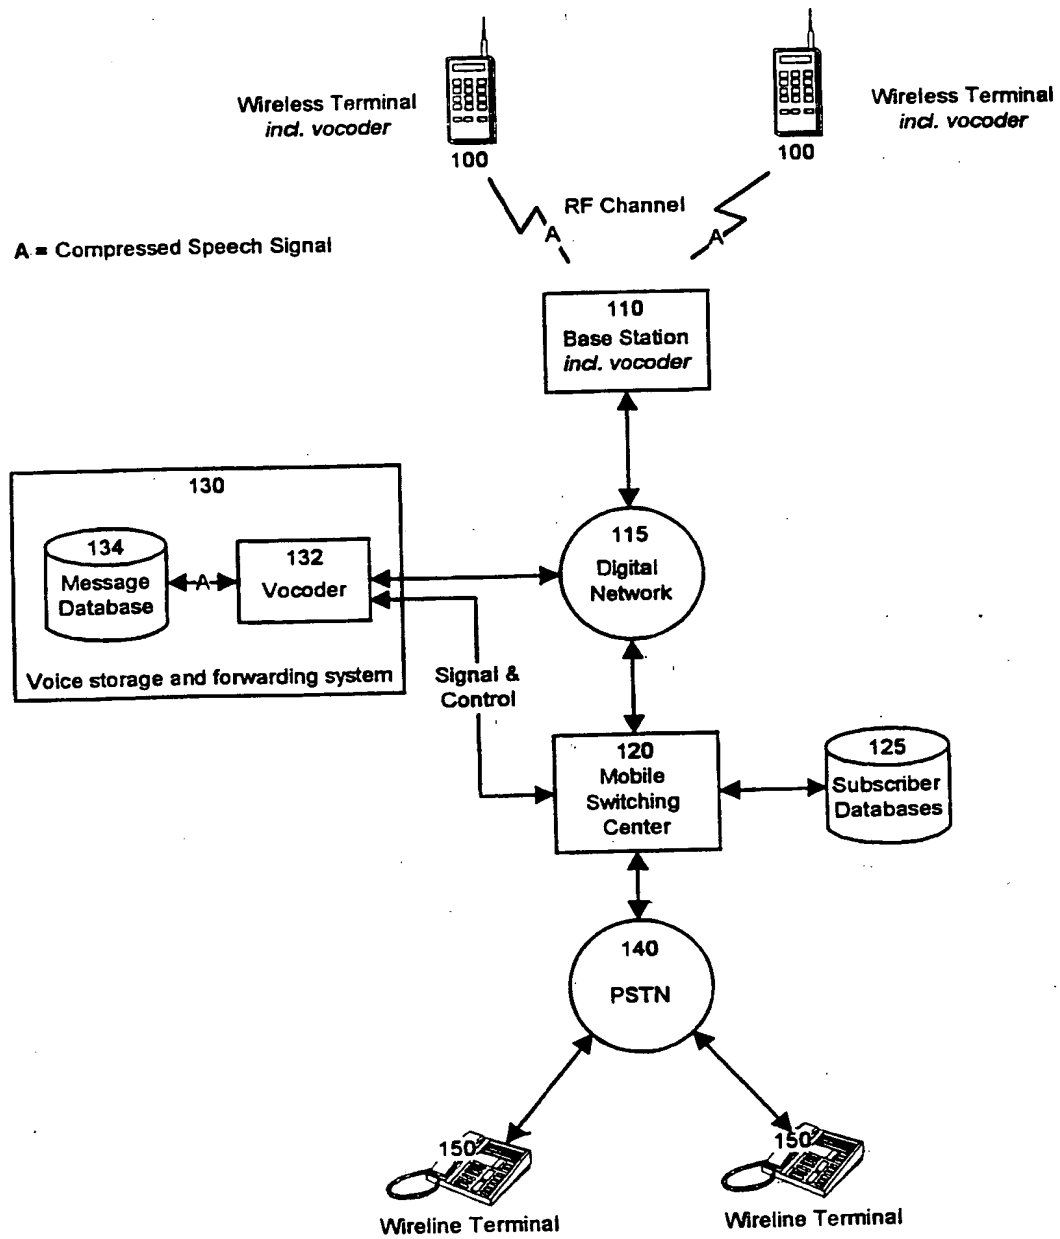 Wireless Terminal
incl. vocoder
100
Wireless Terminal
incl. vocoder
100
RF Channel
A
A
A = Compressed Speech Signal
110
Base Station
incl. vocoder
130
134
Message
Database
A
132
Vocoder
Voice storage and forwarding system
115
Digital
Network
Signal &
Control
120
Mobile
Switching
Center
125
Subscriber
Databases
140
PSTN
150
Wireline Terminal
150
Wireline Terminal